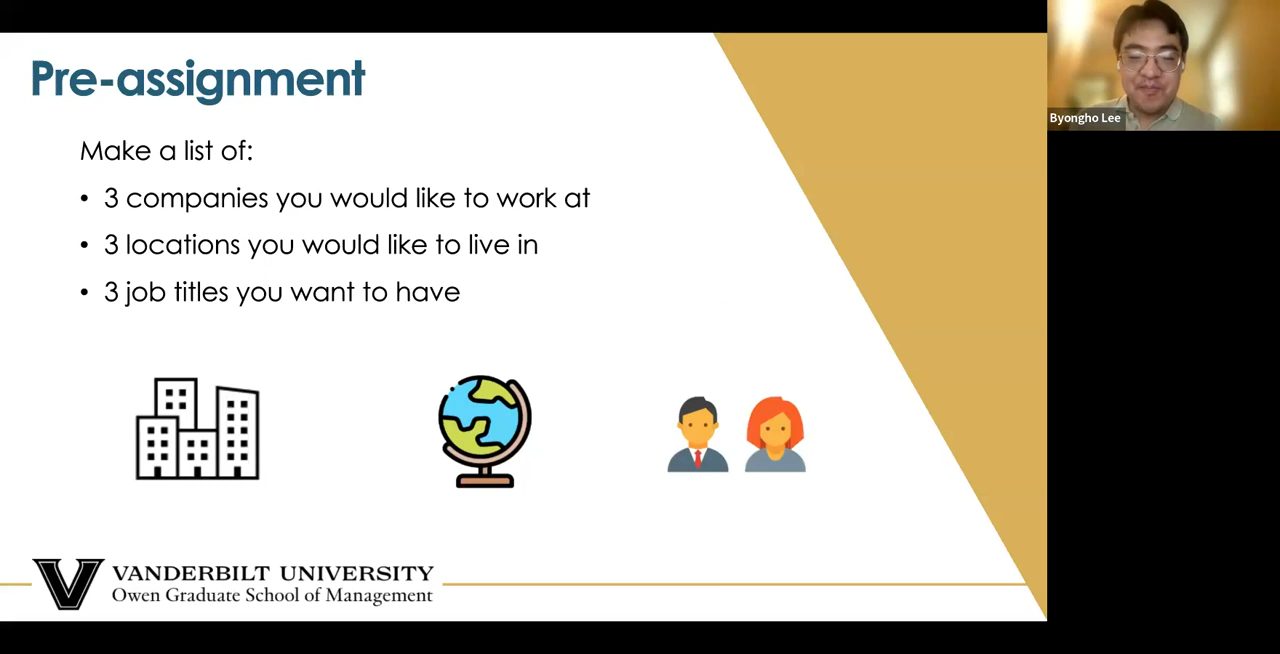 Pre-assignment
Make a list of:
• 3 companies you would like to work at
• 3 locations you would like to live in
• 3 job titles you want to have
VANDERBILT UNIVERSITY
Owen Graduate School of Management
Byongho Lee